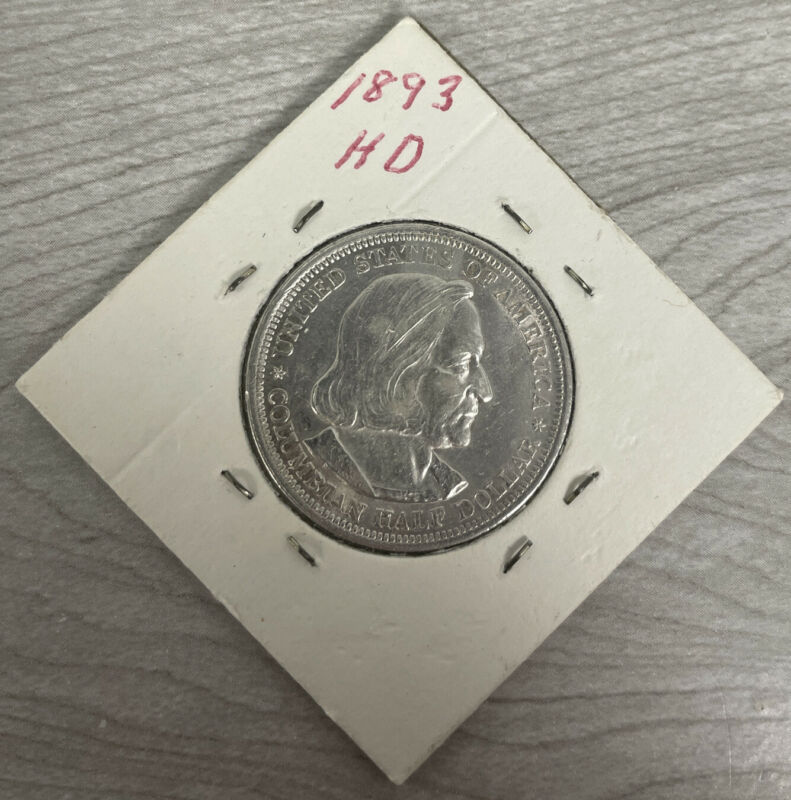 1893
HD
* UNITED STATES OF AMERICA *
COLUMBIAN HALF DOLLAR